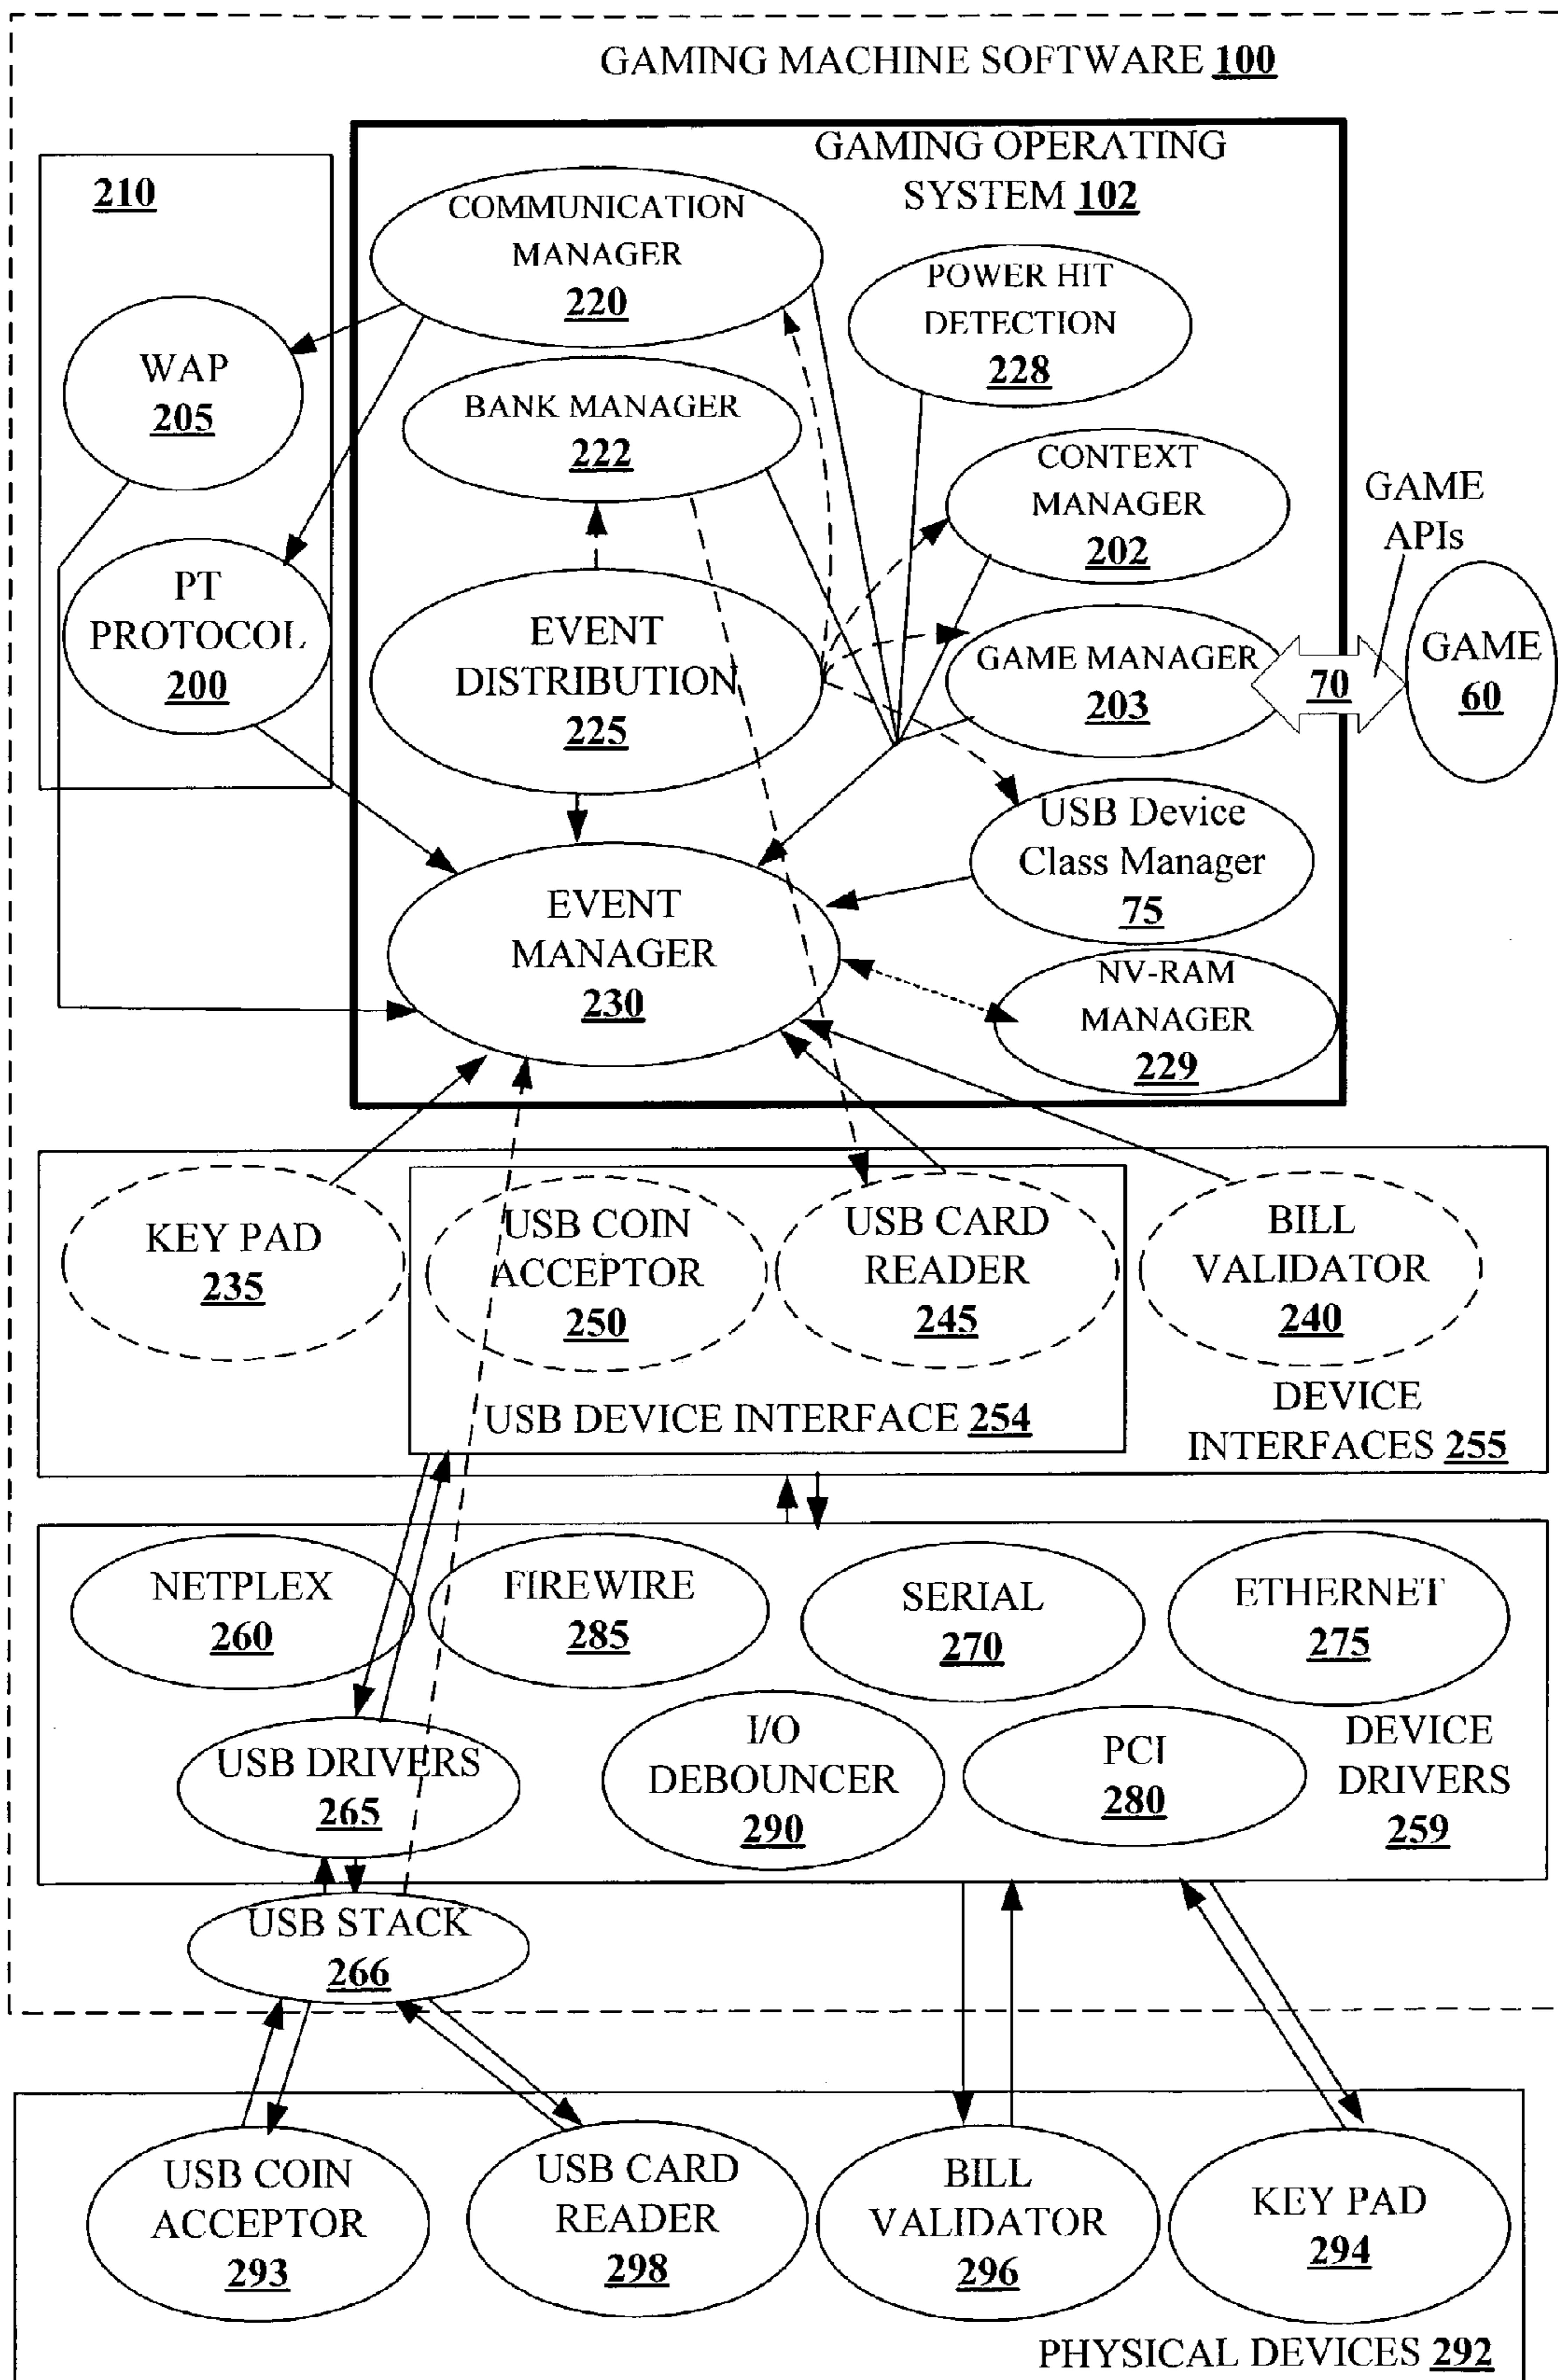 GAMING MACHINE SOFTWARE 100
GAMING OPERATING
SYSTEM 102
210
COMMUNICATION
MANAGER
220
POWER HIT
DETECTION
228
WAP
205
BANK MANAGER
222
CONTEXT
MANAGER
202
GAME
APIs
PT
PROTOCOL
200
EVENT
DISTRIBUTION
225
GAME MANAGER
203
70
GAME
60
USB Device
Class Manager
75
EVENT
MANAGER
230
NV-RAM
MANAGER
229
KEY PAD
235
USB COIN
ACCEPTOR
250
USB CARD
READER
245
BILL
VALIDATOR
240
USB DEVICE INTERFACE 254
DEVICE
INTERFACES 255
NETPLEX
260
FIREWIRE
285
SERIAL
270
ETHERNET
275
USB DRIVERS
265
I/O
DEBOUNCER
290
PCI
280
DEVICE
DRIVERS
259
USB STACK
266
USB COIN
ACCEPTOR
293
USB CARD
READER
298
BILL
VALIDATOR
296
KEY PAD
294
PHYSICAL DEVICES 292